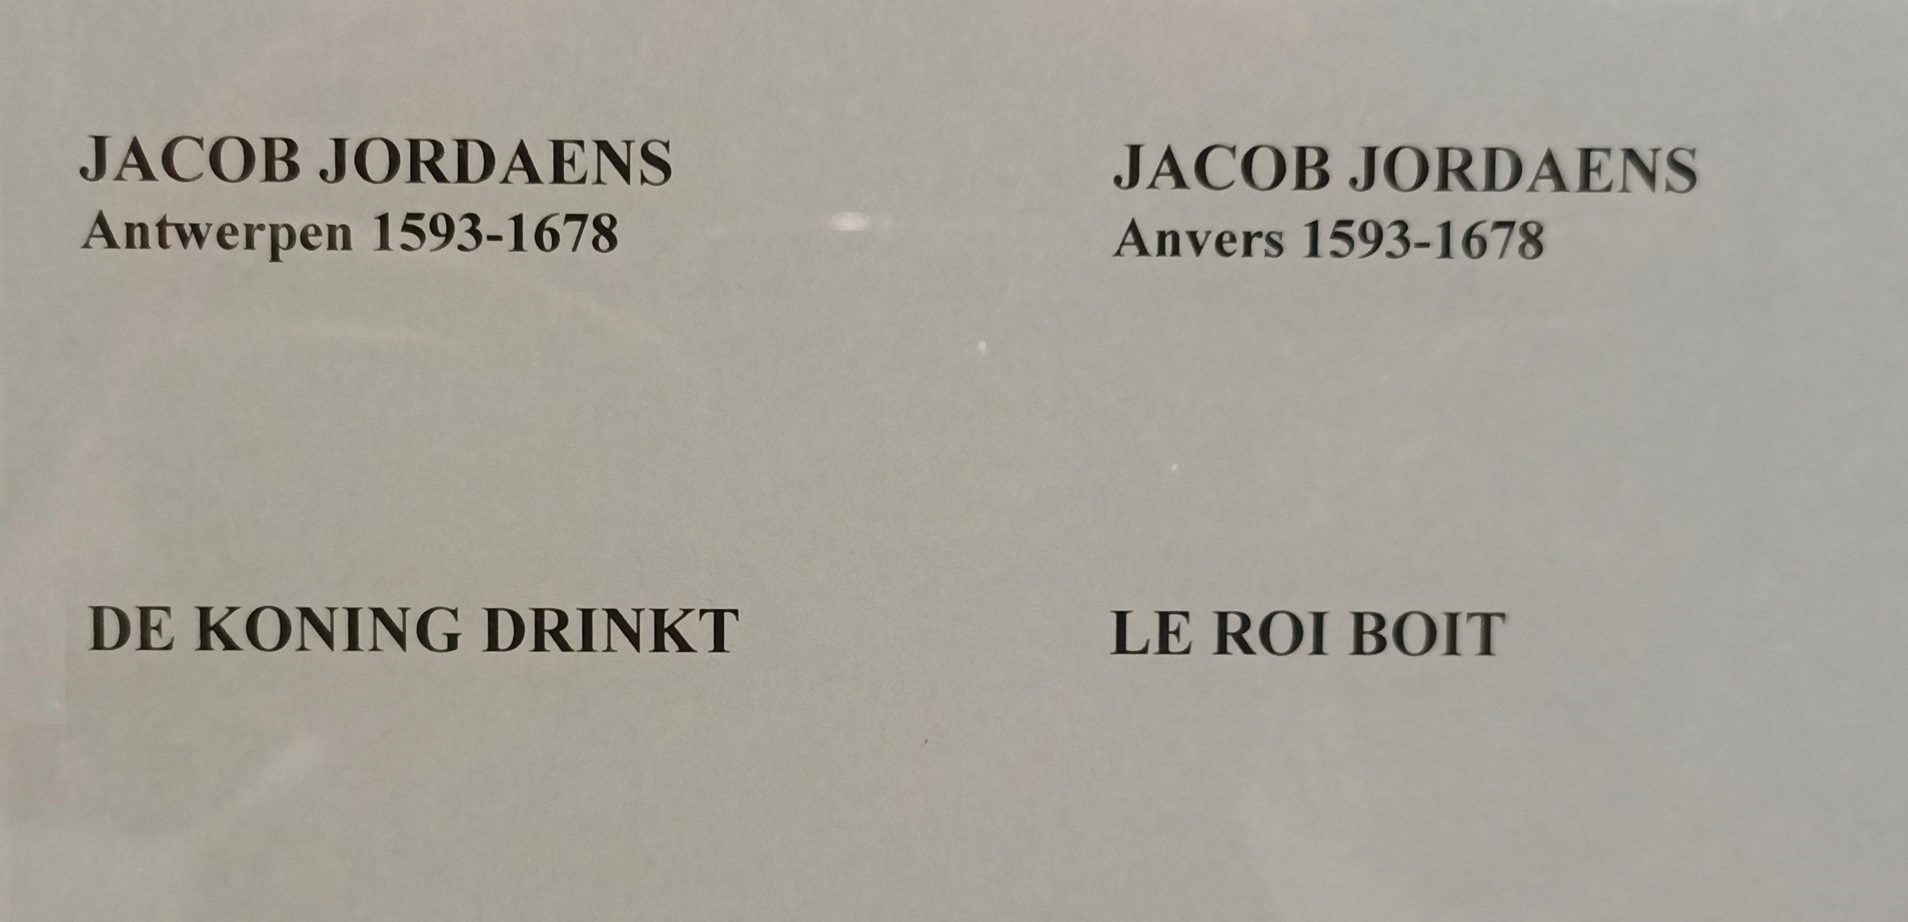 JACOB JORDAENS
Antwerpen 1593-1678
DE KONING DRINKT
JACOB JORDAENS
Anvers 1593-1678
LE ROI BOIT